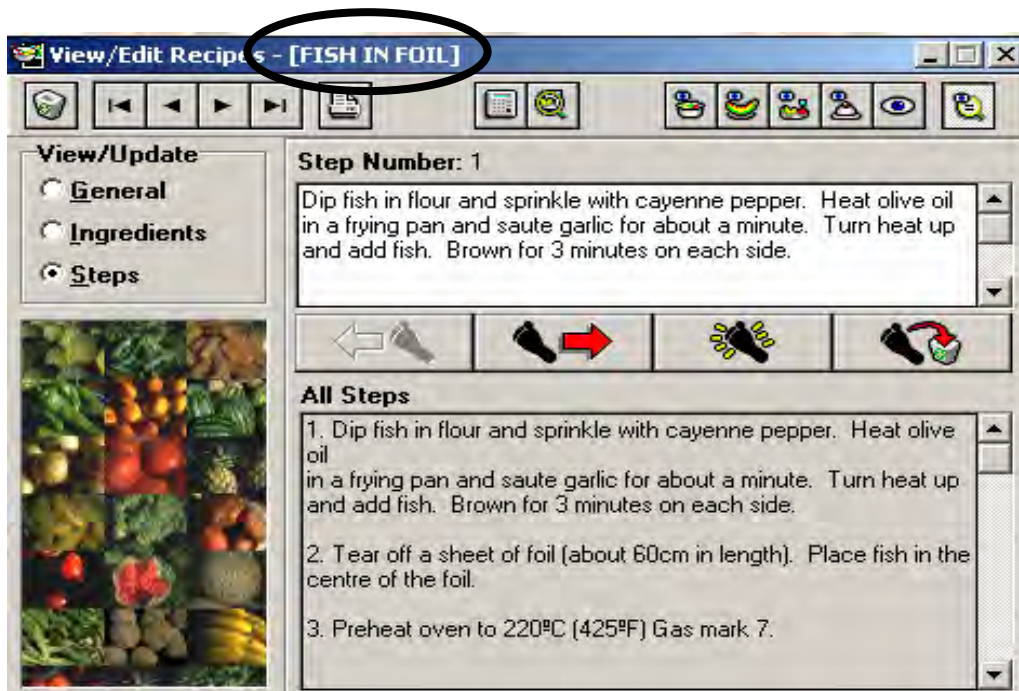 View/Edit Recipes - [FISH IN FOIL]
View/Update
General
Ingredients
Steps
Step Number: 1
Dip fish in flour and sprinkle with cayenne pepper. Heat olive oil
in a frying pan and saute garlic for about a minute. Turn heat up
and add fish. Brown for 3 minutes on each side.
All Steps
1. Dip fish in flour and sprinkle with cayenne pepper. Heat olive
oil
in a frying pan and saute garlic for about a minute. Turn heat up
and add fish. Brown for 3 minutes on each side.
2. Tear off a sheet of foil (about 60cm in length). Place fish in the
centre of the foil.
3. Preheat oven to 220ºC (425ºF) Gas mark 7.